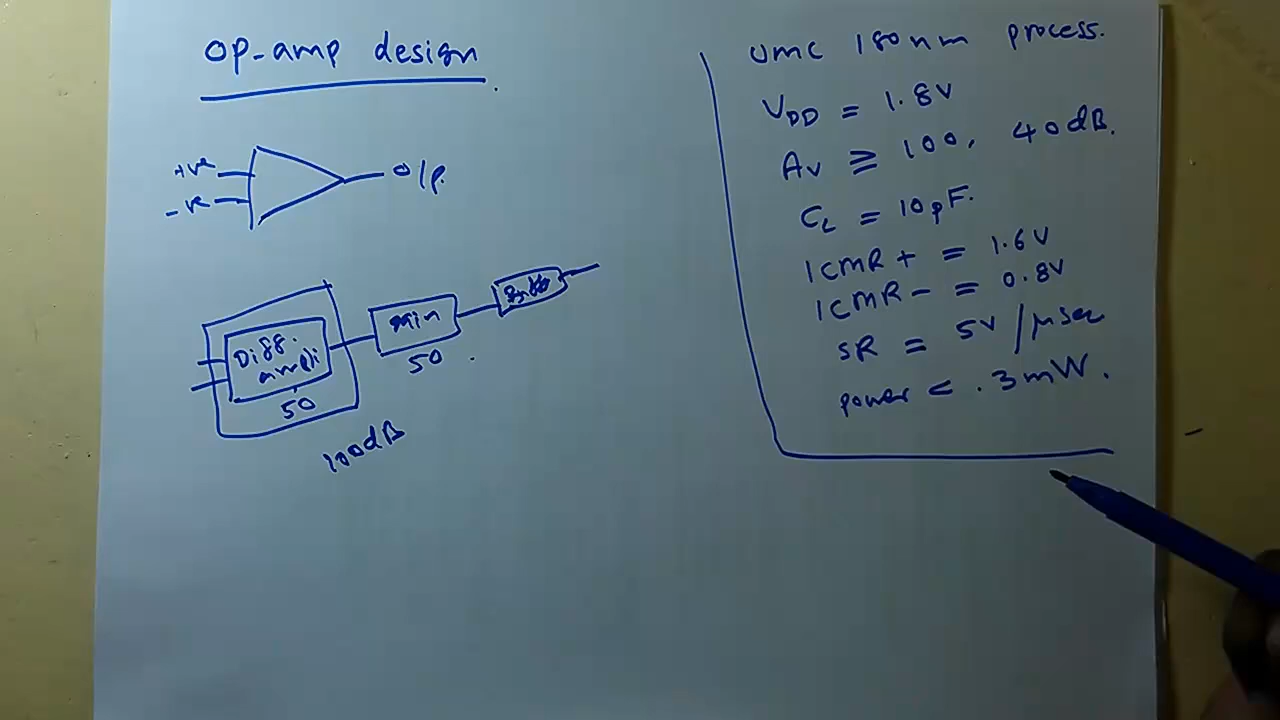 op-amp design
+ve
-ve
o/p.
Diff.
ampli
50
min
50
100dB
UMC 180nm process.
VDD = 1.8V
Av ≥ 100, 40dB.
CL = 10pF.
ICMR+ = 1.6V
ICMR- = 0.8V
SR = 5V/μsec
power < .3mW.